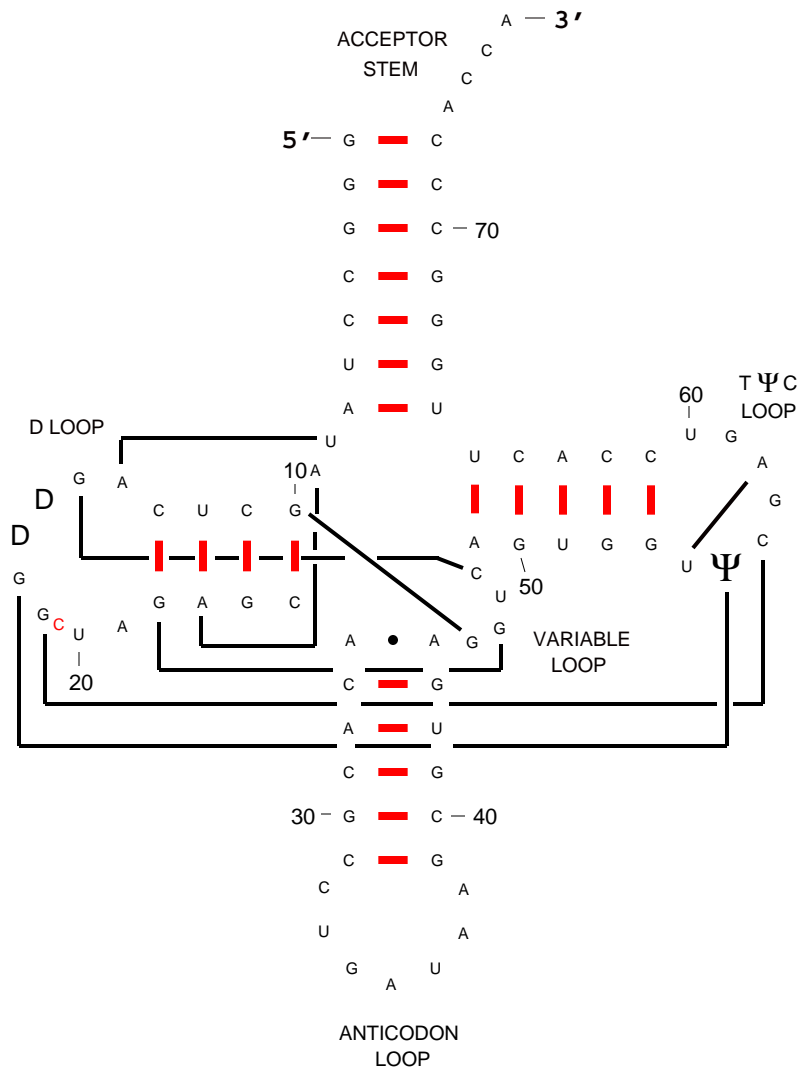 A — 3′
ACCEPTOR
STEM
C
C
A
5′ — G C
G C
G C — 70
C G
C G
U G
A U
T Ψ C
LOOP
60
U G A G C
D LOOP
U
A
10
G A
D
D
G
G C U
20
C U C G
A G A G C
U C A C C
A G U G G U Ψ
50
C U G G
VARIABLE
LOOP
A • A
C G
A U
C G
30 — G C — 40
C G
C A
U A
G A U
ANTICODON
LOOP